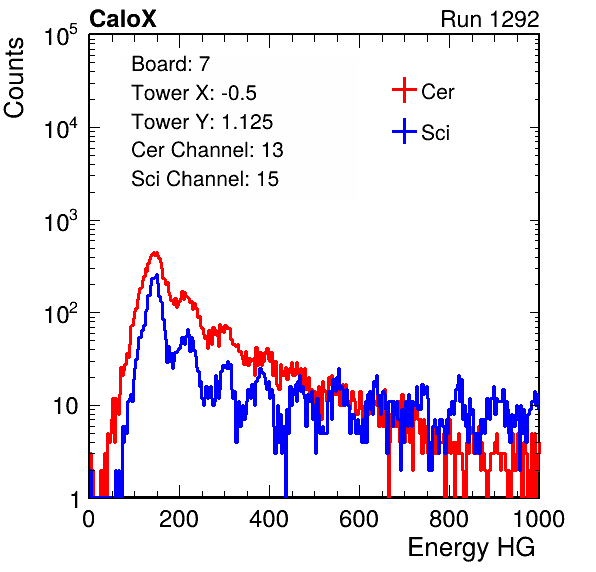 CaloX Run 1292
Counts
10^5
10^4
10^3
10^2
10
1
Board: 7
Tower X: -0.5
Tower Y: 1.125
Cer Channel: 13
Sci Channel: 15
Cer
Sci
0 200 400 600 800 1000
Energy HG